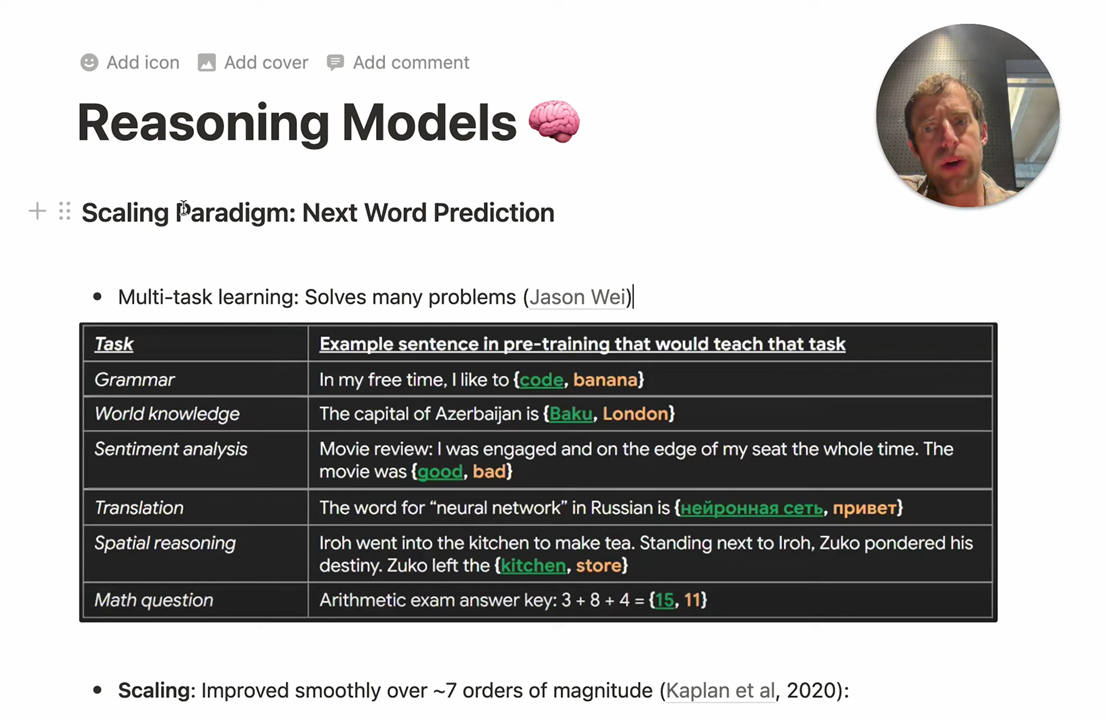 Add icon Add cover Add comment
Reasoning Models 🧠
Scaling Paradigm: Next Word Prediction
• Multi-task learning: Solves many problems (Jason Wei)
Task Example sentence in pre-training that would teach that task
Grammar In my free time, I like to {code, banana}
World knowledge The capital of Azerbaijan is {Baku, London}
Sentiment analysis Movie review: I was engaged and on the edge of my seat the whole time. The
movie was {good, bad}
Translation The word for “neural network” in Russian is {нейронная сеть, привет}
Spatial reasoning Iroh went into the kitchen to make tea. Standing next to Iroh, Zuko pondered his
destiny. Zuko left the {kitchen, store}
Math question Arithmetic exam answer key: 3 + 8 + 4 = {15, 11}
• Scaling: Improved smoothly over ~7 orders of magnitude (Kaplan et al, 2020):